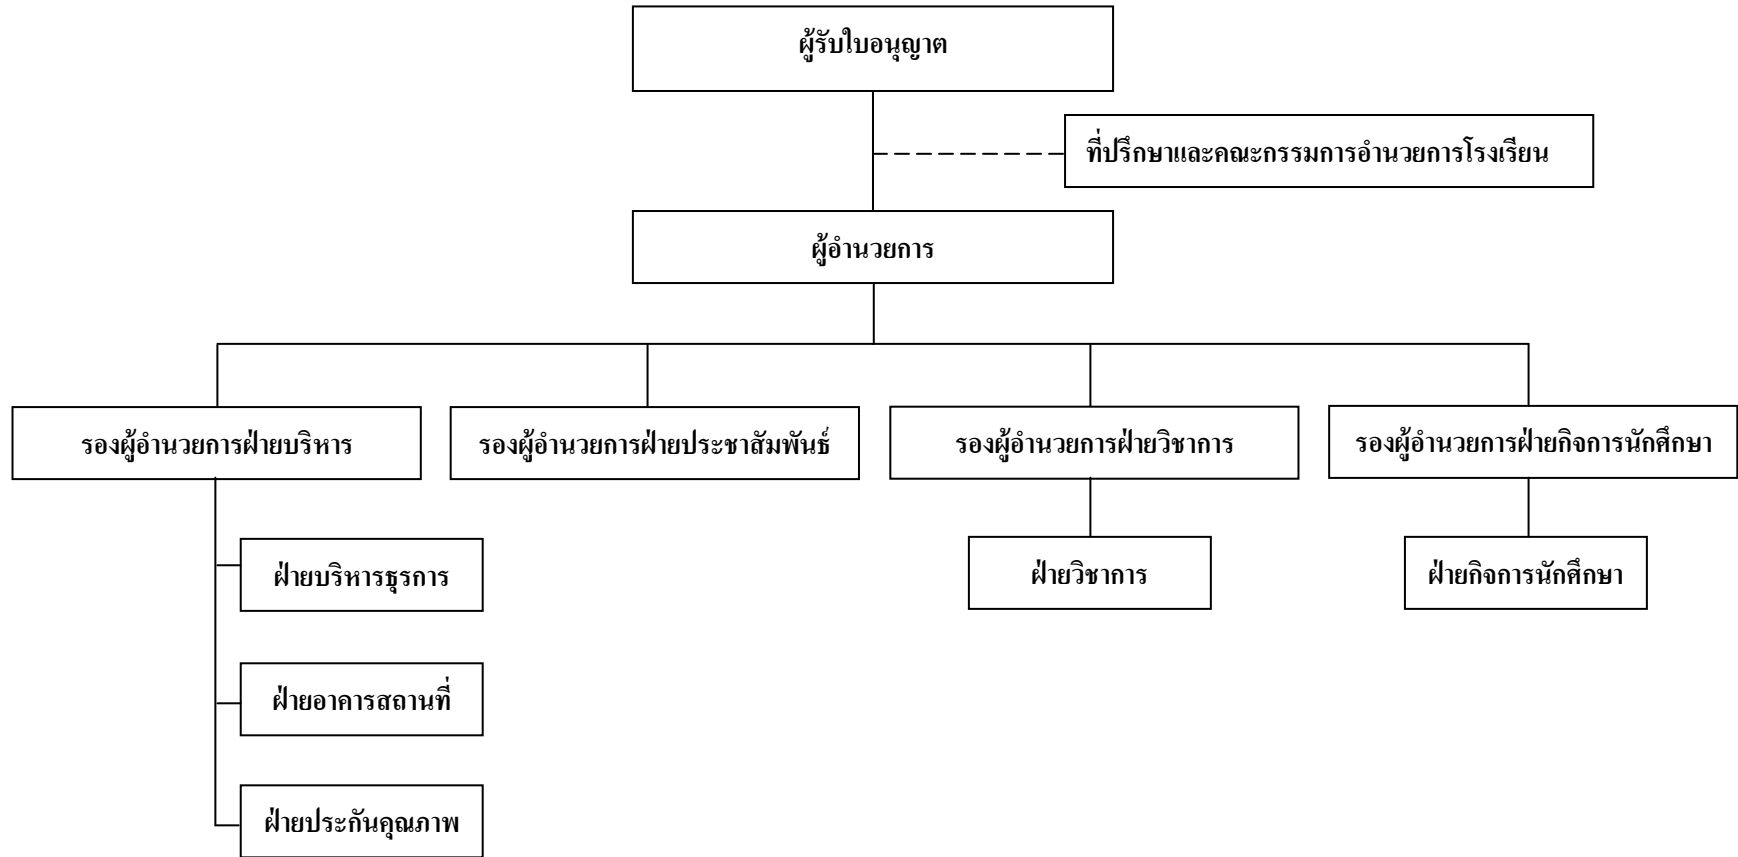 ผู้รับใบอนุญาต
ที่ปรึกษาและคณะกรรมการอำนวยการโรงเรียน
ผู้อำนวยการ
รองผู้อำนวยการฝ่ายบริหาร
รองผู้อำนวยการฝ่ายประชาสัมพันธ์
รองผู้อำนวยการฝ่ายวิชาการ
รองผู้อำนวยการฝ่ายกิจการนักศึกษา
ฝ่ายบริหารธุรการ
ฝ่ายวิชาการ
ฝ่ายกิจการนักศึกษา
ฝ่ายอาคารสถานที่
ฝ่ายประกันคุณภาพ